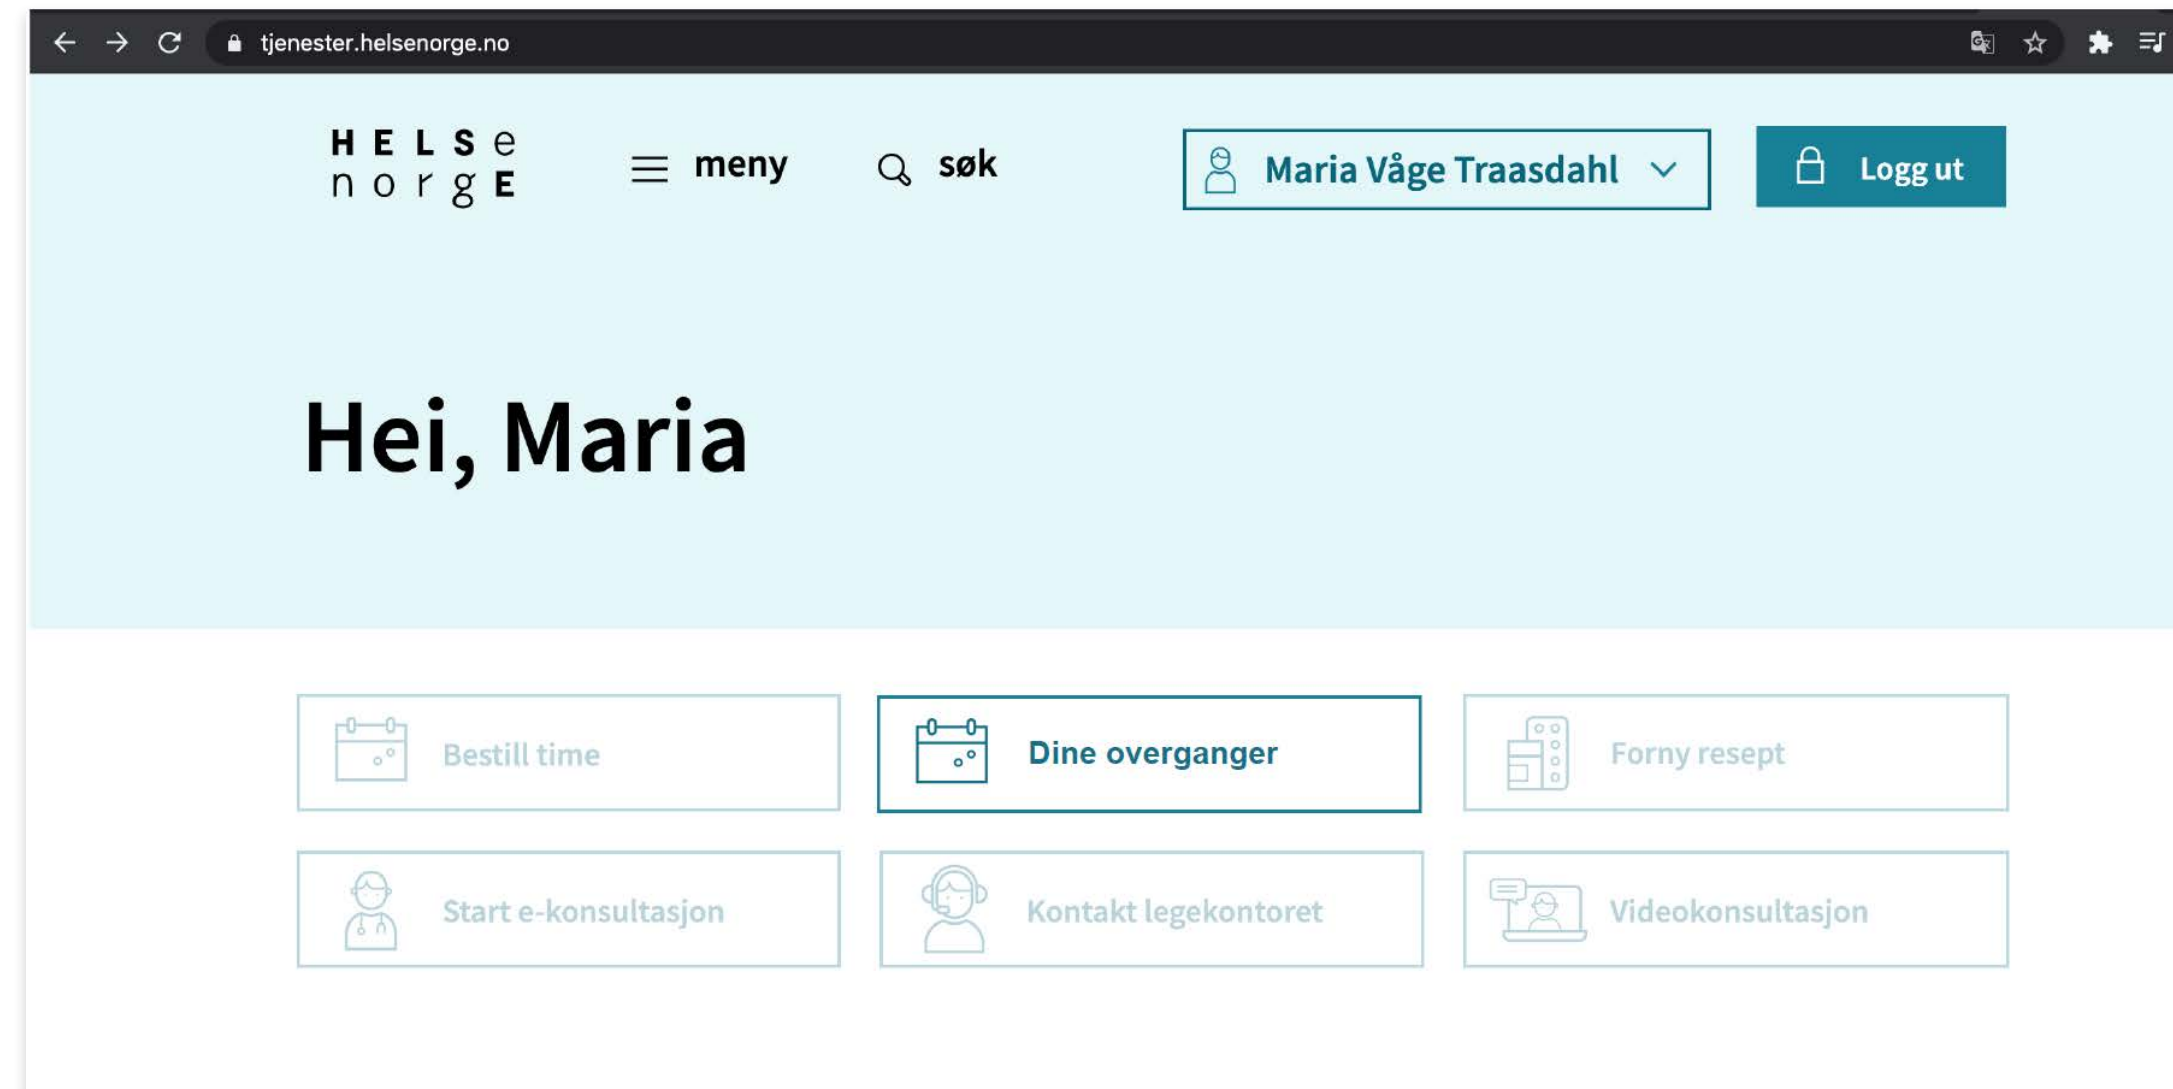 tjenester.helsenorge.no
HELSe
norgE
meny
søk
Maria Våge Traasdahl
Logg ut
Hei, Maria
Bestill time
Dine overganger
Forny resept
Start e-konsultasjon
Kontakt legekontoret
Videokonsultasjon